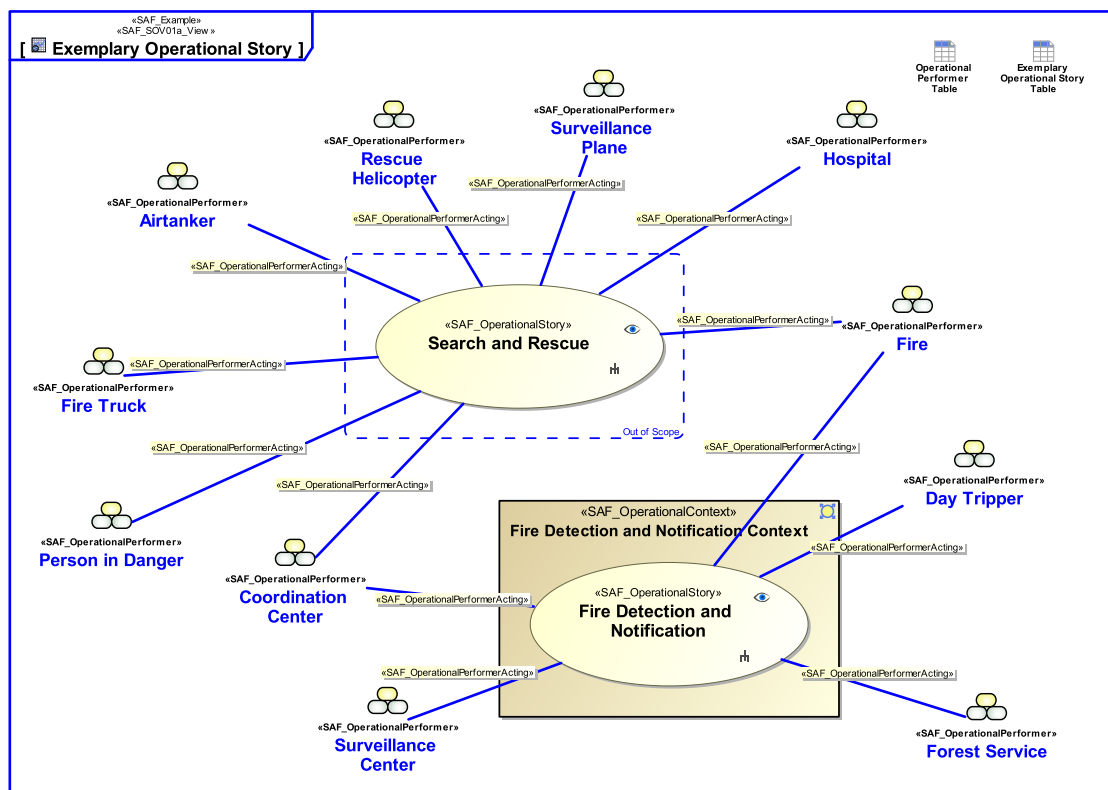 «SAF_Example»
«SAF_SOV01a_View»
[ Exemplary Operational Story ]
Operational
Performer
Table
Exemplary
Operational Story
Table
«SAF_OperationalPerformer»
Surveillance
Plane
«SAF_OperationalPerformer»
Rescue
Helicopter
«SAF_OperationalPerformer»
Hospital
«SAF_OperationalPerformer»
Airtanker
«SAF_OperationalPerformerActing»
«SAF_OperationalPerformerActing»
«SAF_OperationalPerformerActing»
«SAF_OperationalPerformerActing»
«SAF_OperationalStory»
Search and Rescue
Out of Scope
«SAF_OperationalPerformerActing»
«SAF_OperationalPerformer»
Fire
«SAF_OperationalPerformerActing»
«SAF_OperationalPerformer»
Fire Truck
«SAF_OperationalPerformerActing»
«SAF_OperationalPerformerActing»
«SAF_OperationalPerformerActing»
«SAF_OperationalPerformer»
Day Tripper
«SAF_OperationalPerformer»
Person in Danger
«SAF_OperationalContext»
Fire Detection and Notification Context
«SAF_OperationalPerformerActing»
«SAF_OperationalPerformer»
Coordination
Center
«SAF_OperationalPerformerActing»
«SAF_OperationalStory»
Fire Detection and
Notification
«SAF_OperationalPerformerActing»
«SAF_OperationalPerformerActing»
«SAF_OperationalPerformer»
Surveillance
Center
«SAF_OperationalPerformer»
Forest Service